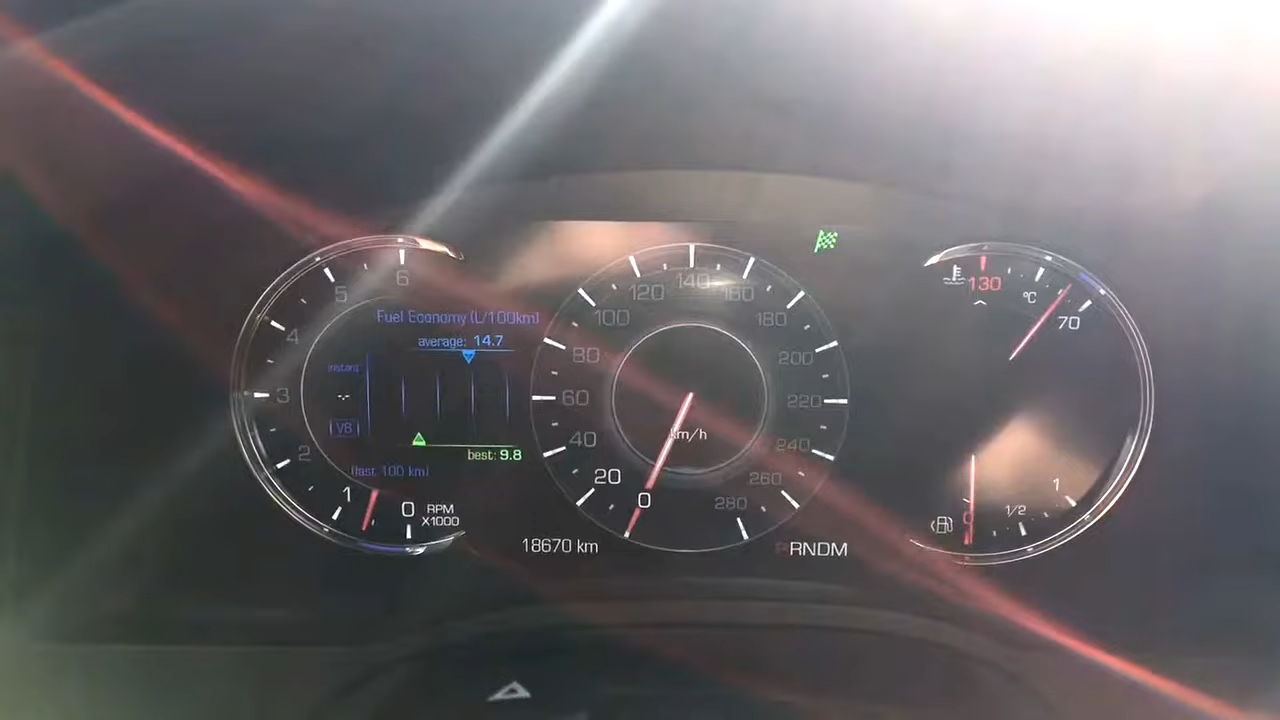 6
5
4
3
2
1
0
RPM
X1000
Fuel Economy (L/100km)
average: 14.7
instant
-.-
V8
best: 9.8
(last 100 km)
0
20
40
60
80
100
120
140
160
180
200
220
240
260
280
km/h
18670 km
PRNDM
130
°C
70
0
1/2
1